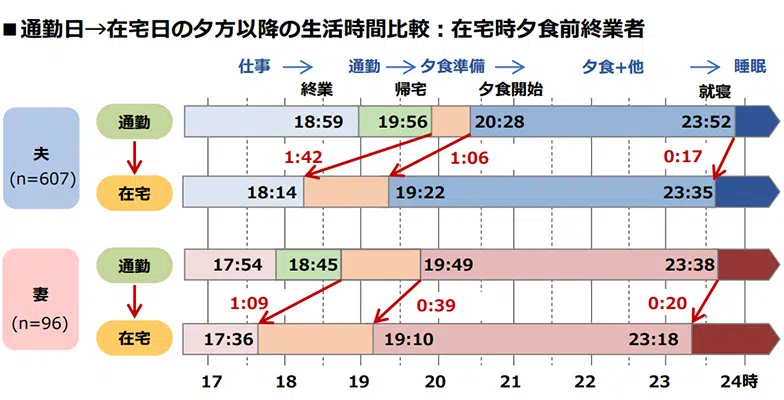 ■通勤日→在宅日の夕方以降の生活時間比較：在宅時夕食前終業者
仕事 → 通勤 → 夕食準備 → 夕食+他 → 睡眠
終業 帰宅 夕食開始 就寝
夫
(n=607)
通勤 18:59 19:56 20:28 23:52
1:42 1:06 0:17
在宅 18:14 19:22 23:35
妻
(n=96)
通勤 17:54 18:45 19:49 23:38
1:09 0:39 0:20
在宅 17:36 19:10 23:18
17 18 19 20 21 22 23 24時